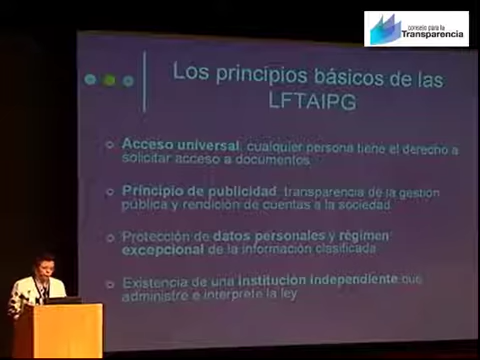 consejo para la
Transparencia
Los principios básicos de las
LFTAIPG
Acceso universal, cualquier persona tiene el derecho a
solicitar acceso a documentos
Principio de publicidad, transparencia de la gestión
pública y rendición de cuentas a la sociedad
Protección de datos personales y régimen
excepcional de la información clasificada
Existencia de una institución independiente que
administre e interprete la ley